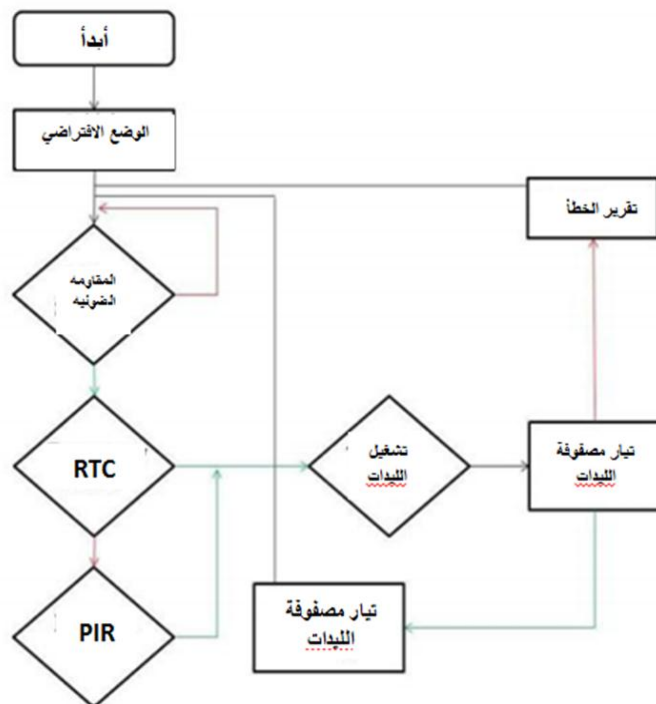 أبدأ
الوضع الافتراضي
تقرير الخطأ
المقاومه
الضوئيه
RTC
تشغيل
الليدات
تيار مصفوفة
الليدات
PIR
تيار مصفوفة
الليدات